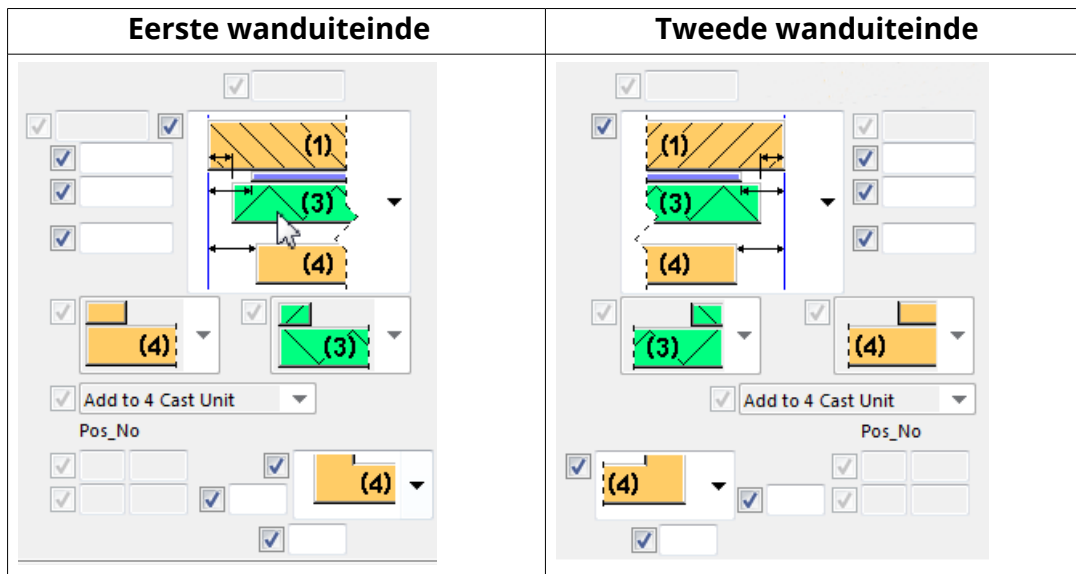 Eerste wanduiteinde
Tweede wanduiteinde
(1)
(3)
(4)
(4)
(3)
Add to 4 Cast Unit
Pos_No
(4)
(1)
(3)
(4)
(3)
(4)
Add to 4 Cast Unit
Pos_No
(4)